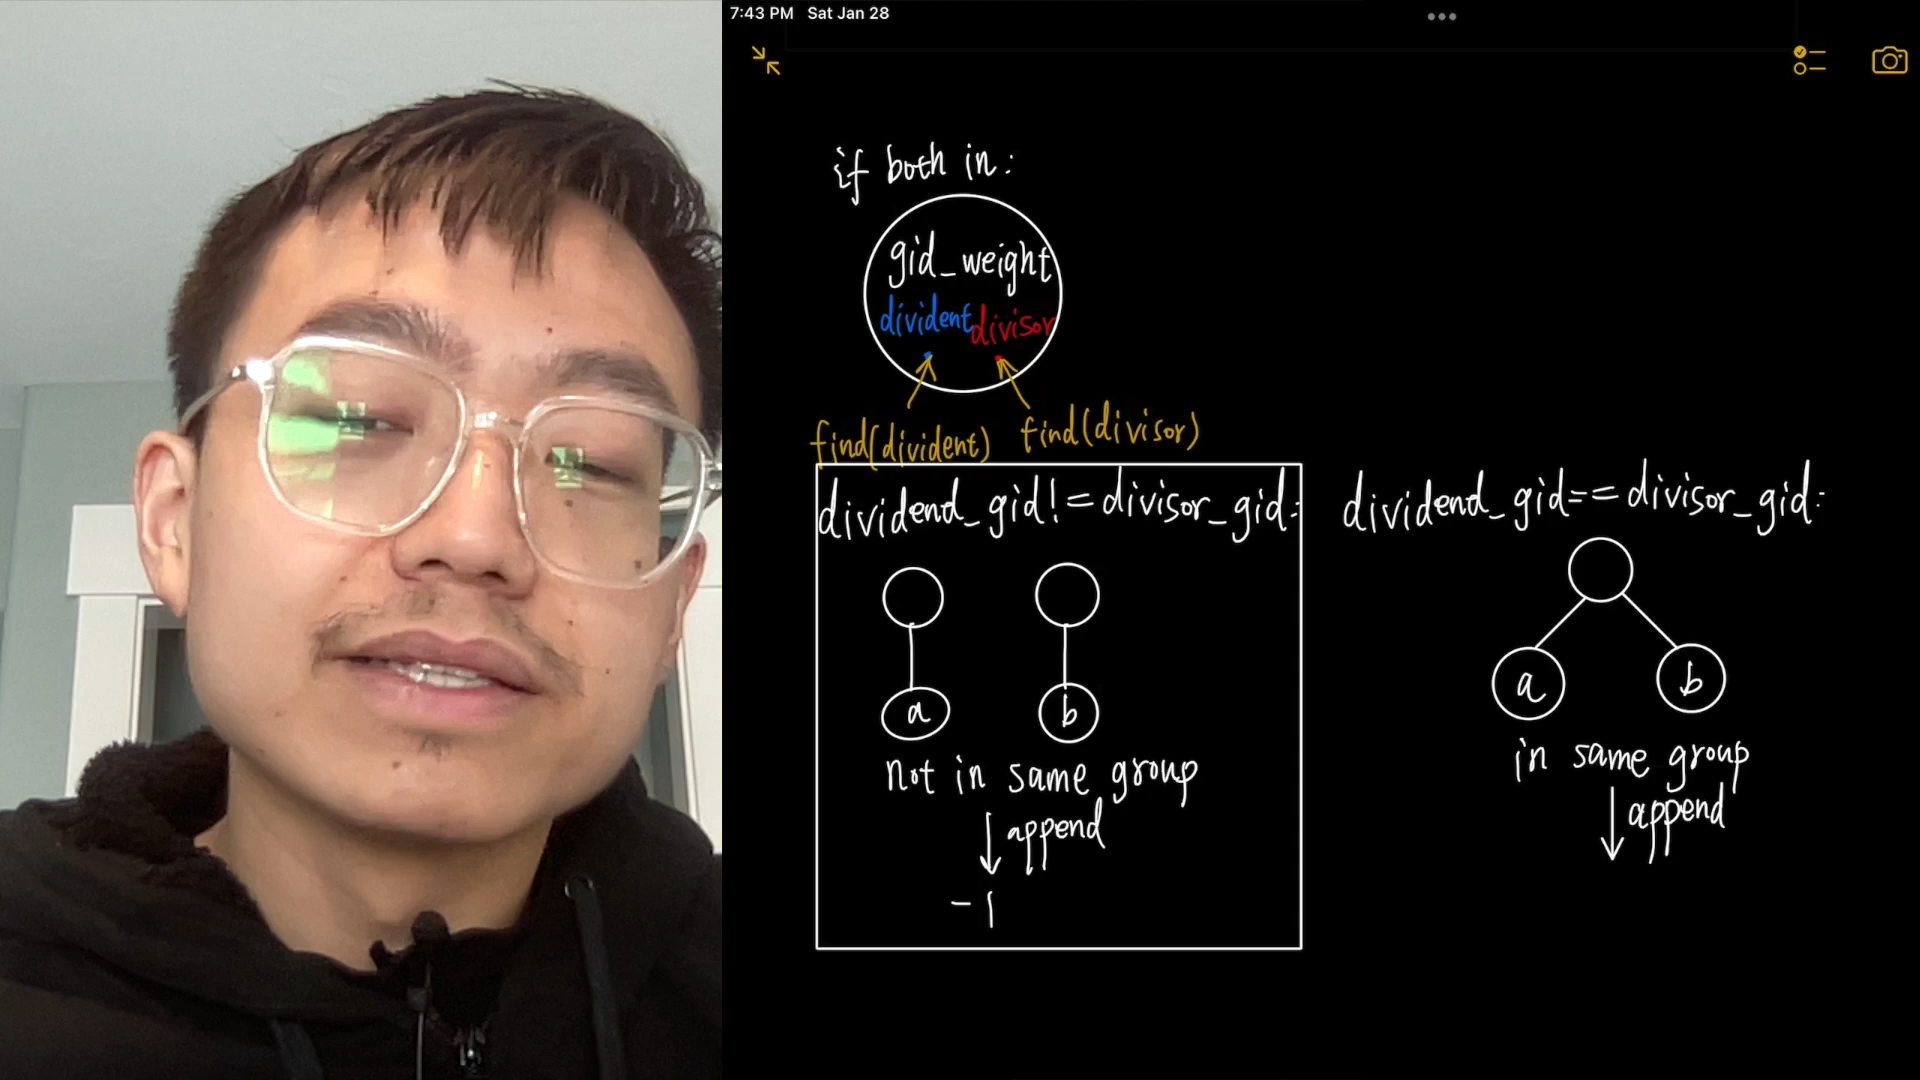 7:43 PM Sat Jan 28
if both in:
gid_weight
divident divisor
find(divident) find(divisor)
dividend_gid!=divisor_gid:
a b
not in same group
append
-1
dividend_gid==divisor_gid:
a b
in same group
append